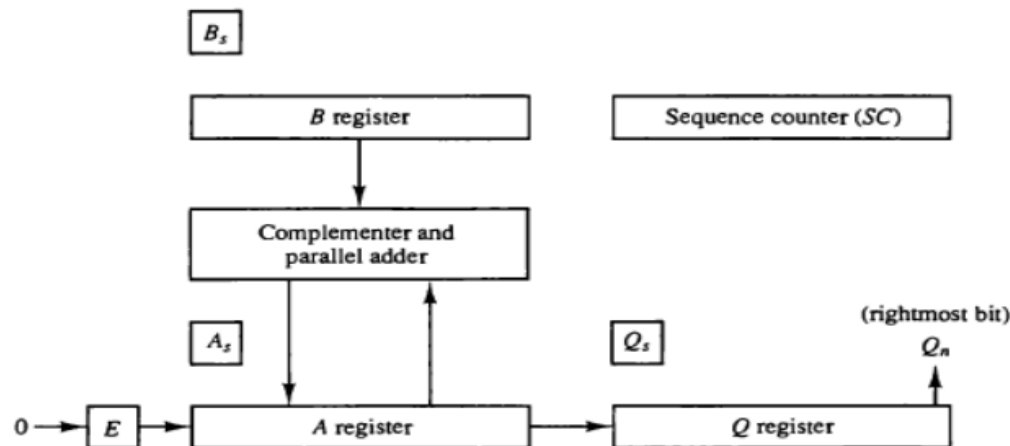 Bₛ
B register
Sequence counter (SC)
Complementer and
parallel adder
(rightmost bit)
Aₛ
Qₛ
Qₙ
0
E
A register
Q register